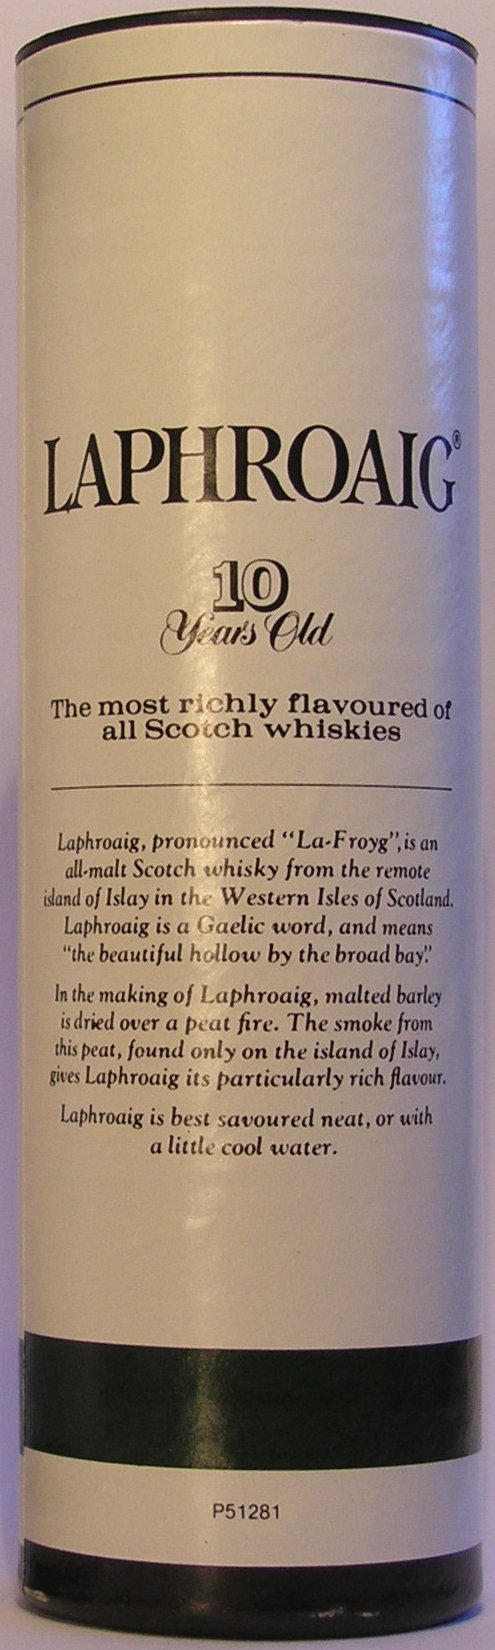 LAPHROAIG®
10
Years Old
The most richly flavoured of
all Scotch whiskies
Laphroaig, pronounced “La-Froyg”, is an
all-malt Scotch whisky from the remote
island of Islay in the Western Isles of Scotland.
Laphroaig is a Gaelic word, and means
“the beautiful hollow by the broad bay.”
In the making of Laphroaig, malted barley
is dried over a peat fire. The smoke from
this peat, found only on the island of Islay,
gives Laphroaig its particularly rich flavour.
Laphroaig is best savoured neat, or with
a little cool water.
P51281